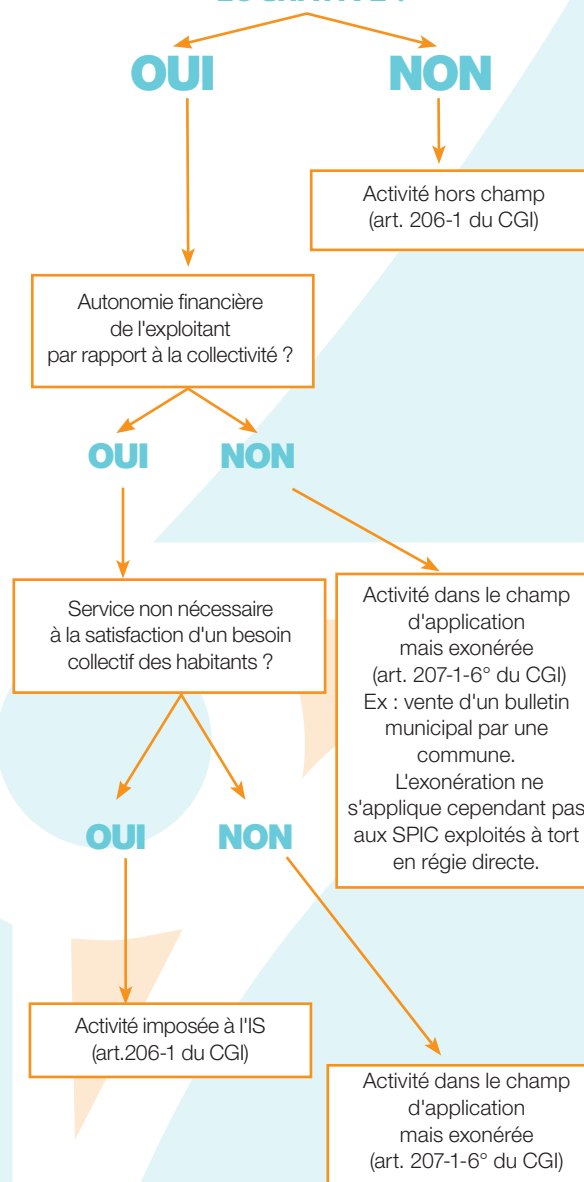 OUI
NON
Activité hors champ
(art. 206-1 du CGI)
Autonomie financière
de l'exploitant
par rapport à la collectivité ?
OUI
NON
Service non nécessaire
à la satisfaction d'un besoin
collectif des habitants ?
Activité dans le champ
d'application
mais exonérée
(art. 207-1-6° du CGI)
Ex : vente d'un bulletin
municipal par une
commune.
L'exonération ne
s'applique cependant pas
aux SPIC exploités à tort
en régie directe.
OUI
NON
Activité imposée à l'IS
(art.206-1 du CGI)
Activité dans le champ
d'application
mais exonérée
(art. 207-1-6° du CGI)